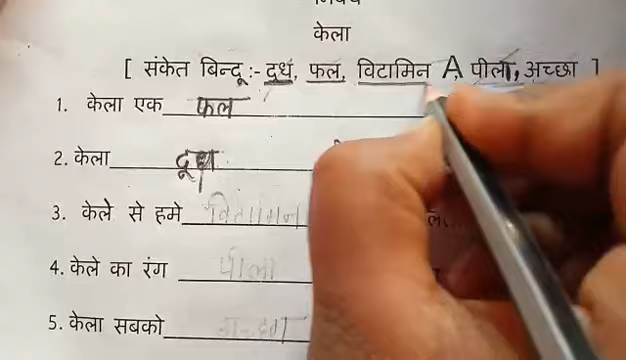 केला
[ संकेत बिन्दू :- दूध, फल, विटामिन A, पीला, अच्छा ]
1. केला एक फल
2. केला दूध
3. केले से हमे विटामिन
4. केले का रंग पीला
5. केला सबको अच्छा